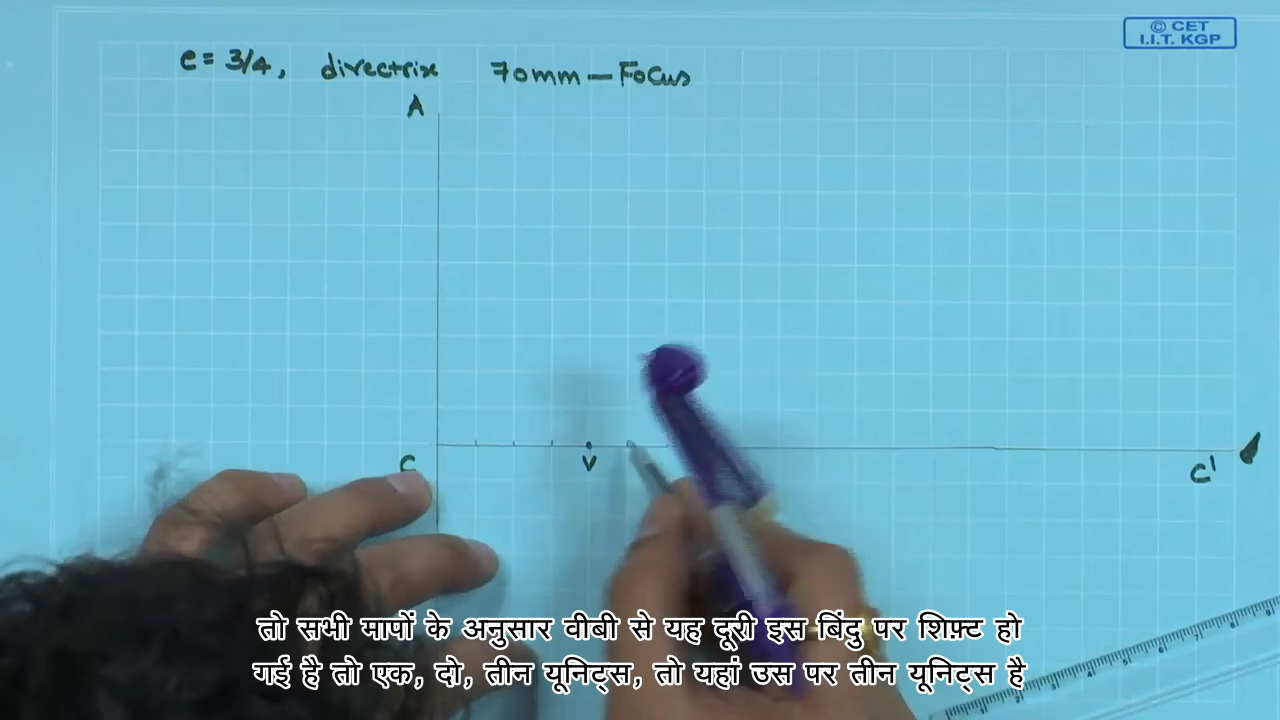 © CET
I.I.T. KGP
e = 3/4, directrix 70mm — Focus
A
C V C'
तो सभी मापों के अनुसार वीबी से यह दूरी इस बिंदु पर शिफ़्ट हो
गई है तो एक, दो, तीन यूनिट्स, तो यहां उस पर तीन यूनिट्स है